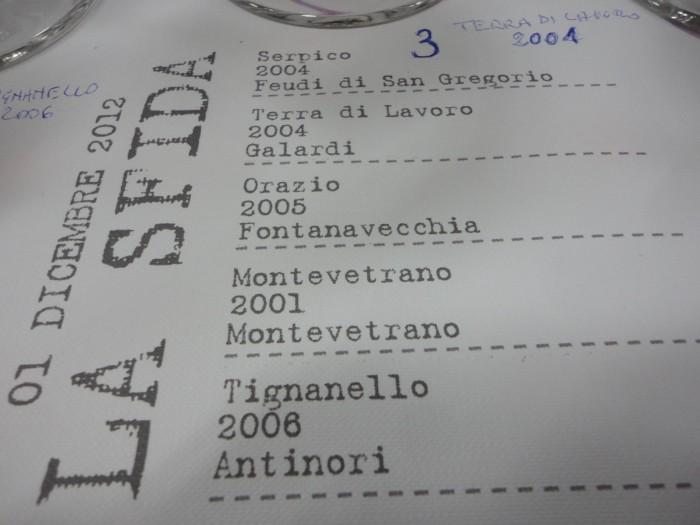 3
TERRA DI LAVORO
2004
GNANELLO
2006
01 DICEMBRE 2012
LA SFIDA
Serpico
2004
Feudi di San Gregorio
Terra di Lavoro
2004
Galardi
Orazio
2005
Fontanavecchia
Montevetrano
2001
Montevetrano
Tignanello
2006
Antinori